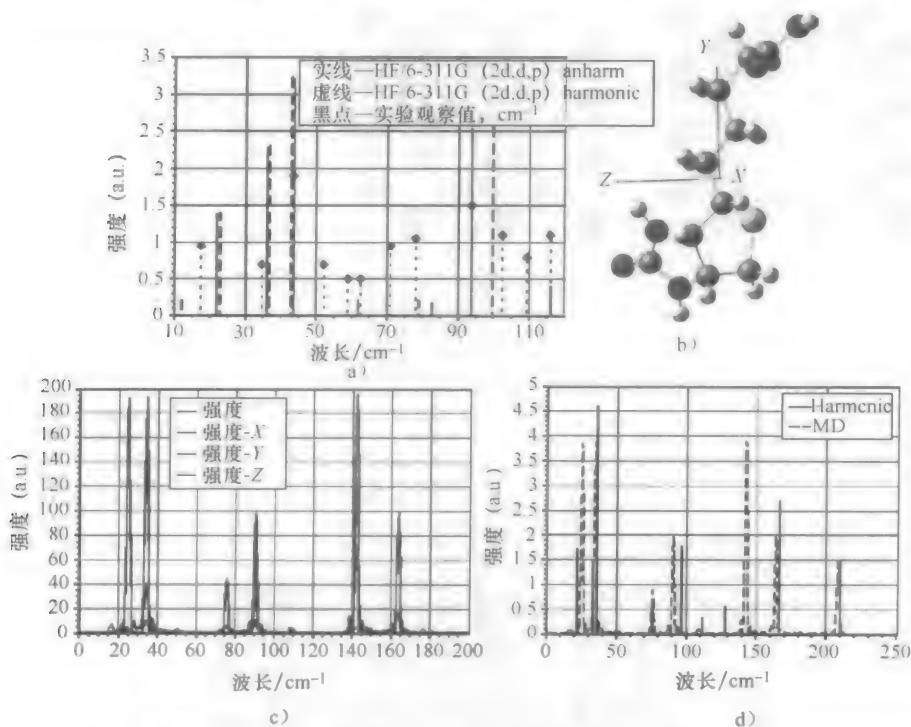 3.5
3
2.5
2
1.5
1
0.5
0
强度 (a.u.)
实线—HF/6-311G (2d,d,p) anharm
虚线—HF/6-311G (2d,d,p) harmonic
黑点—实验观察值, cm⁻¹
10 30 50 70 90 110
波长/cm⁻¹
a)
Y
Z
X
b)
200
180
160
140
120
100
80
60
40
20
0
强度 (a.u.)
强度
强度-X
强度-Y
强度-Z
0 20 40 60 80 100 120 140 160 180 200
波长/cm⁻¹
c)
5
4.5
4
3.5
3
2.5
2
1.5
1
0.5
0
强度 (a.u.)
Harmonic
MD
0 50 100 150 200 250
波长/cm⁻¹
d)